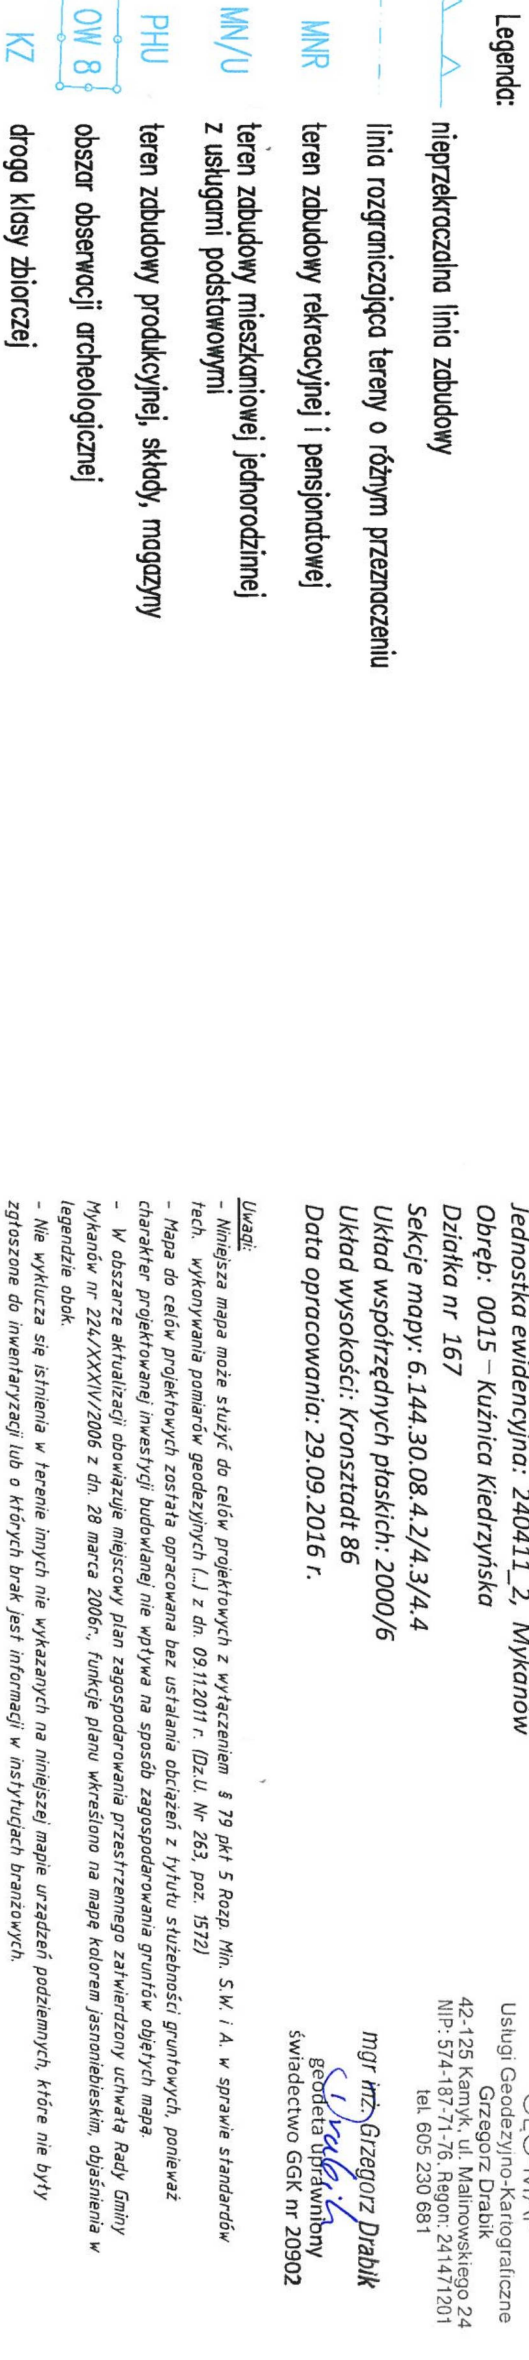 Legenda:
nieprzekraczalna linia zabudowy
linia rozgraniczająca tereny o różnym przeznaczeniu
MNR teren zabudowy rekreacyjnej i pensjonatowej
MN/U teren zabudowy mieszkaniowej jednorodzinnej
z usługami podstawowymi
PHU teren zabudowy produkcyjnej, składy, magazyny
OW 8 obszar obserwacji archeologicznej
KZ droga klasy zbiorczej
Jednostka ewidencyjna: 240411_2, Mykanów
Obręb: 0015 – Kuźnica Kiedrzyńska
Działka nr 167
Sekcje mapy: 6.144.30.08.4.2/4.3/4.4
Układ współrzędnych płaskich: 2000/6
Układ wysokości: Kronsztadt 86
Data opracowania: 29.09.2016 r.
Uwagi:
- Niniejsza mapa może służyć do celów projektowych z wyłączeniem § 79 pkt 5 Rozp. Min. S.W. i A. w sprawie standardów
tech. wykonywania pomiarów geodezyjnych (...) z dn. 09.11.2011 r. (Dz.U. Nr 263, poz. 1572)
- Mapa do celów projektowych została opracowana bez ustalania obciążeń z tytułu służebności gruntowych, ponieważ
charakter projektowanej inwestycji budowlanej nie wpływa na sposób zagospodarowania gruntów objętych mapą.
- W obszarze aktualizacji obowiązuje miejscowy plan zagospodarowania przestrzennego zatwierdzony uchwałą Rady Gminy
Mykanów nr 224/XXXIV/2006 z dn. 28 marca 2006r., funkcje planu wkreślono na mapę kolorem jasnoniebieskim, objaśnienia w
legendzie obok.
- Nie wyklucza się istnienia w terenie innych nie wykazanych na niniejszej mapie urządzeń podziemnych, które nie były
zgłoszone do inwentaryzacji lub o których brak jest informacji w instytucjach branżowych.
Usługi Geodezyjno-Kartograficzne
Grzegorz Drabik
42-125 Kamyk, ul. Malinowskiego 24
NIP: 574-187-71-76, Regon: 241471201
tel. 605 230 681
mgr inż. Grzegorz Drabik
Drabik
geodeta uprawniony
świadectwo GGK nr 20902